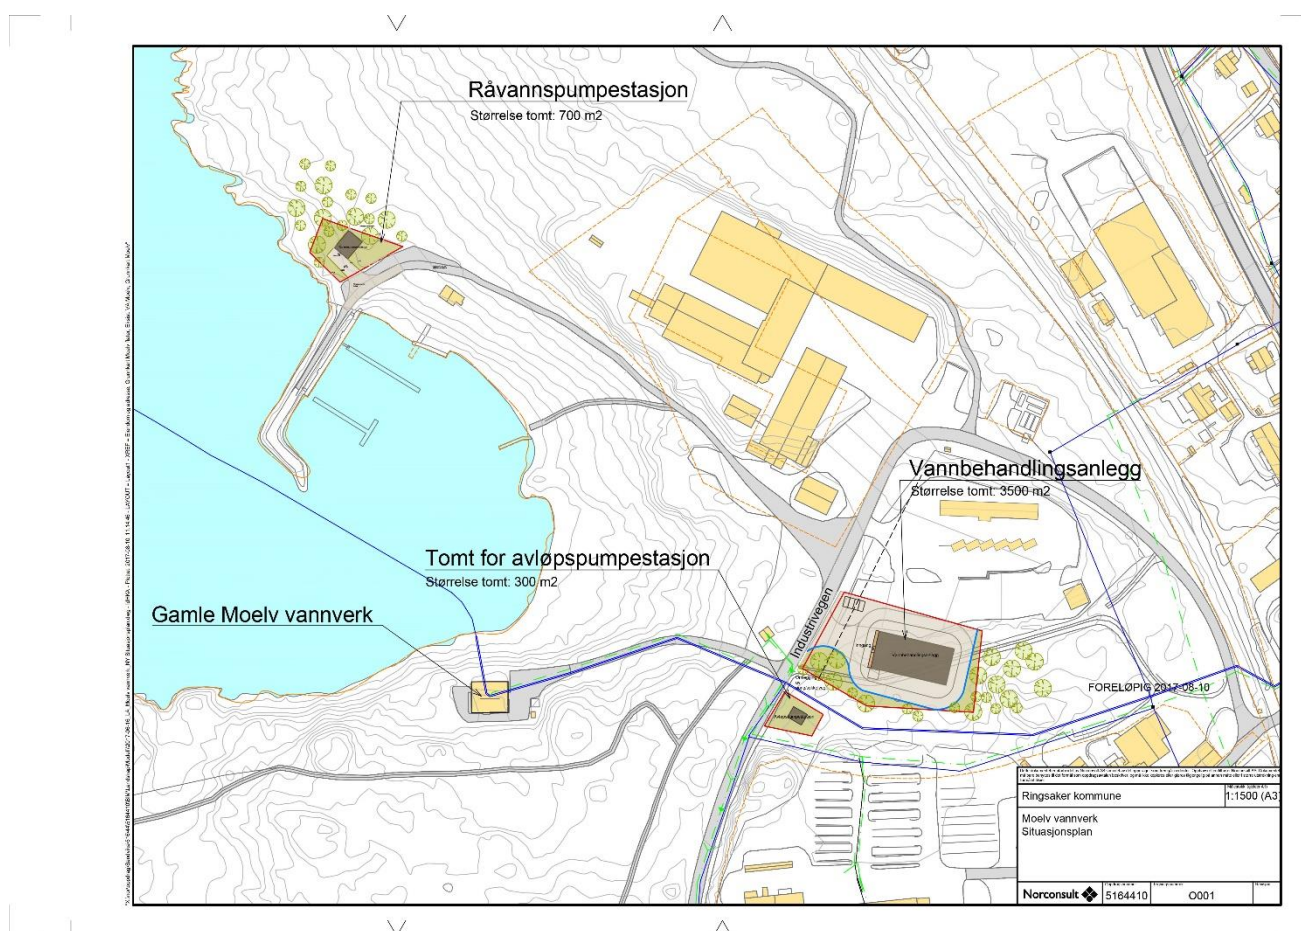 Råvannspumpestasjon
Størrelse tomt: 700 m2
Vannbehandlingsanlegg
Størrelse tomt: 3500 m2
Tomt for avløpspumpestasjon
Størrelse tomt: 300 m2
Gamle Moelv vannverk
Industrivegen
FORELØPIG 2017-08-10
Ringsaker kommune
1:1500 (A3)
Moelv vannverk
Situasjonsplan
Norconsult
5164410
O001